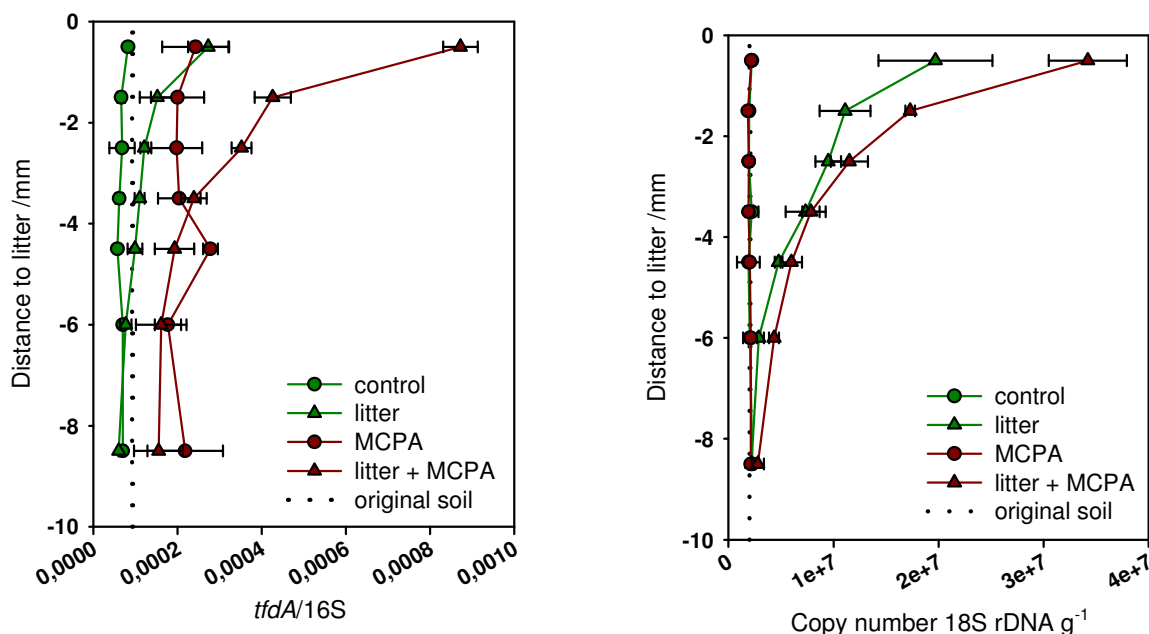 0
-2
-4
-6
-8
-10
Distance to litter /mm
control
litter
MCPA
litter + MCPA
original soil
0,0000
0,0002
0,0004
0,0006
0,0008
0,0010
tfdA/16S
0
-2
-4
-6
-8
-10
Distance to litter /mm
control
litter
MCPA
litter + MCPA
original soil
0
1e+7
2e+7
3e+7
4e+7
Copy number 18S rDNA g⁻¹